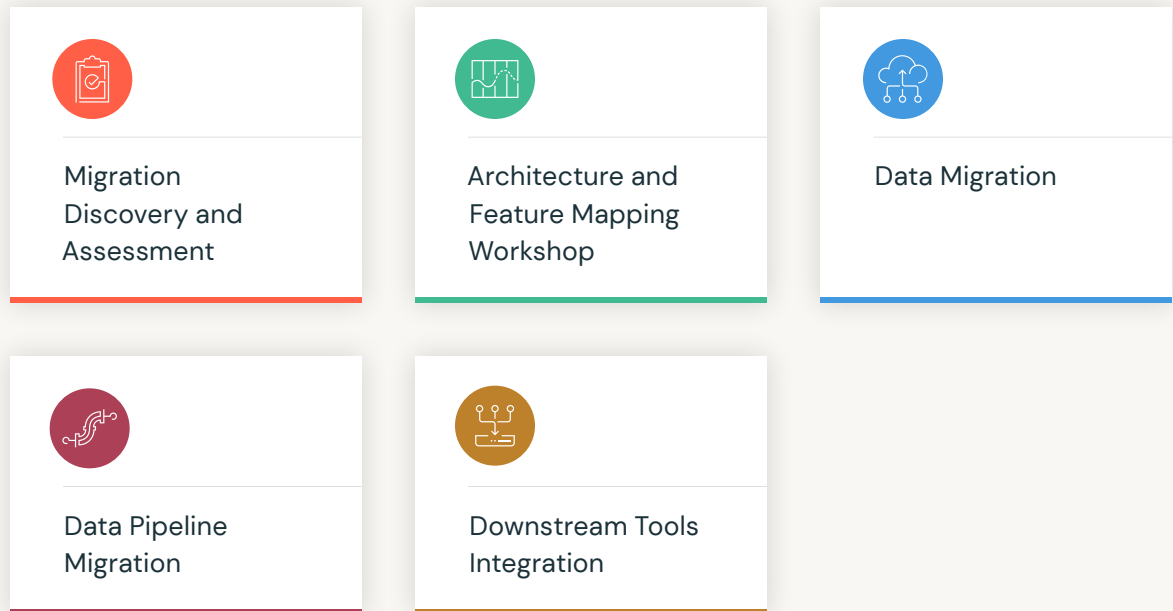 Migration
Discovery and
Assessment
Architecture and
Feature Mapping
Workshop
Data Migration
Data Pipeline
Migration
Downstream Tools
Integration